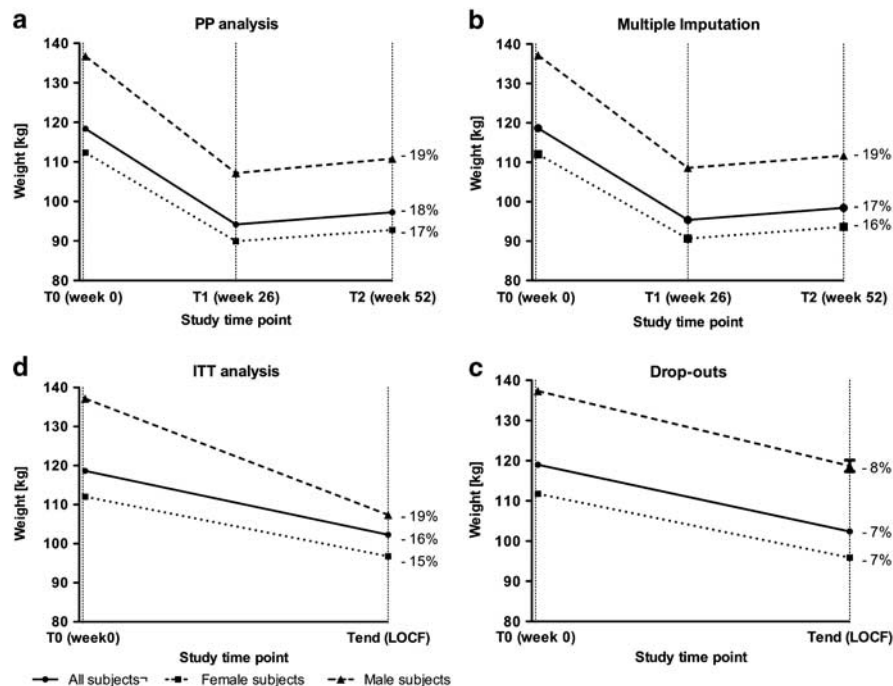 a
PP analysis
Weight [kg]
140
130
120
110
100
90
80
- 19%
- 18%
- 17%
T0 (week 0)
T1 (week 26)
T2 (week 52)
Study time point
b
Multiple Imputation
Weight [kg]
140
130
120
110
100
90
80
- 19%
- 17%
- 16%
T0 (week 0)
T1 (week 26)
T2 (week 52)
Study time point
d
ITT analysis
Weight [kg]
140
130
120
110
100
90
80
- 19%
- 16%
- 15%
T0 (week0)
Tend (LOCF)
Study time point
c
Drop-outs
Weight [kg]
140
130
120
110
100
90
80
- 8%
- 7%
- 7%
T0 (week 0)
Tend (LOCF)
Study time point
All subjects¬ Female subjects Male subjects